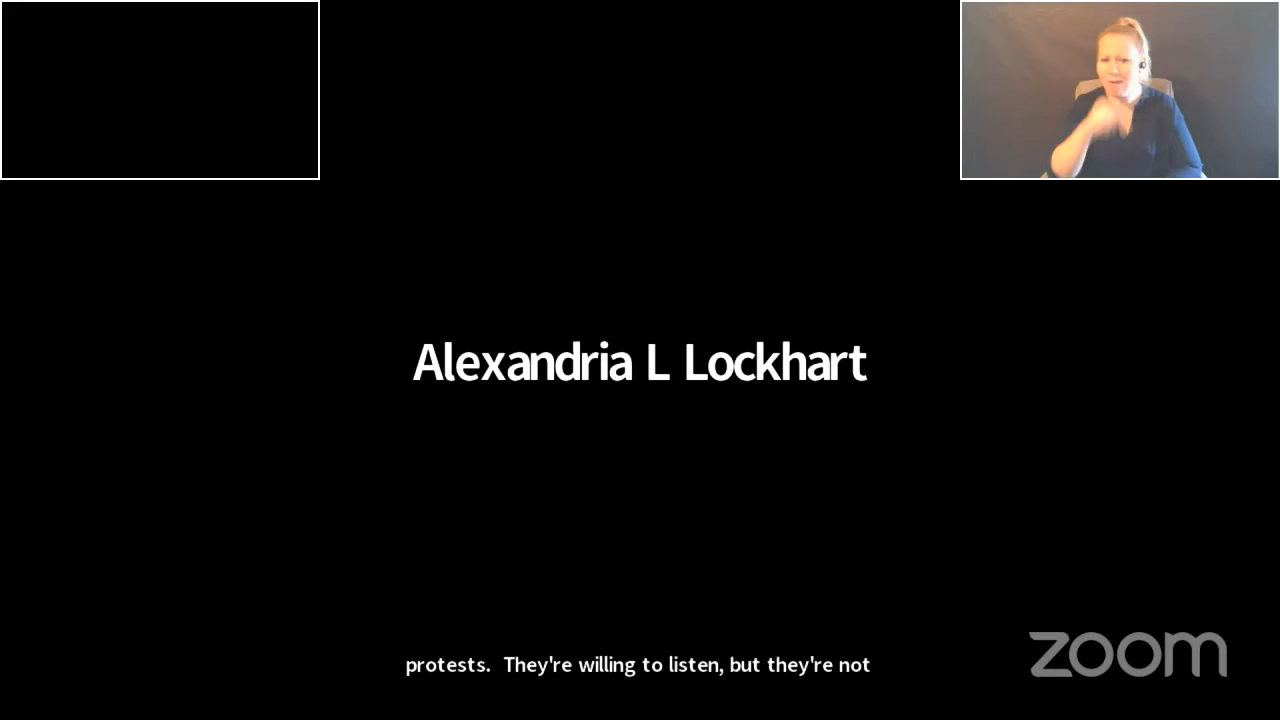 Alexandria L Lockhart
protests.  They're willing to listen, but they're not
zoom